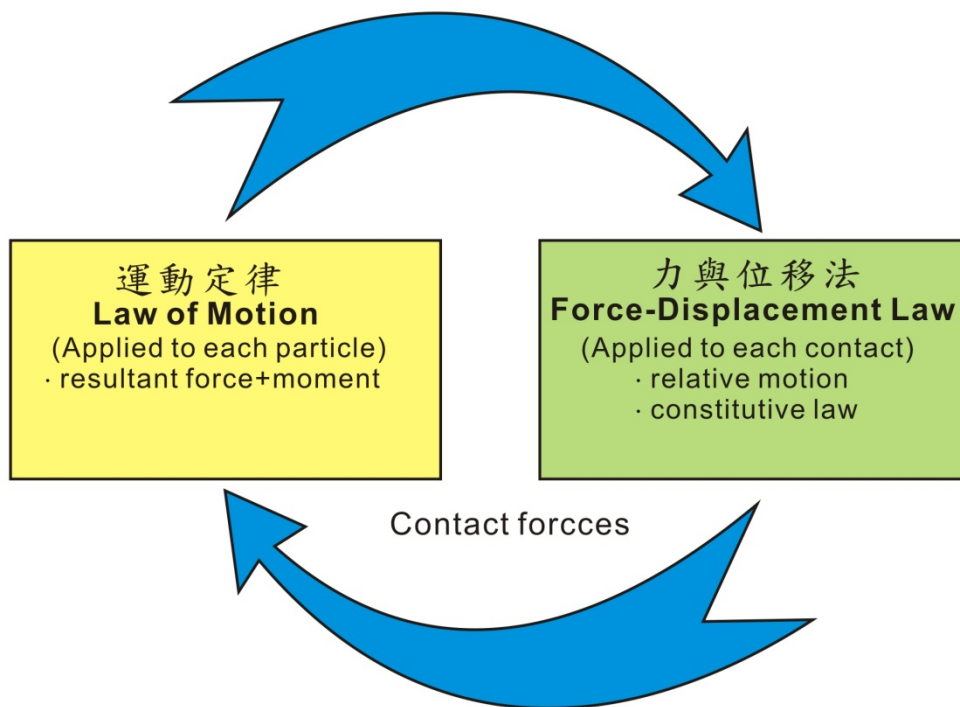 運動定律
Law of Motion
(Applied to each particle)
· resultant force+moment
力與位移法
Force-Displacement Law
(Applied to each contact)
· relative motion
· constitutive law
Contact forcces